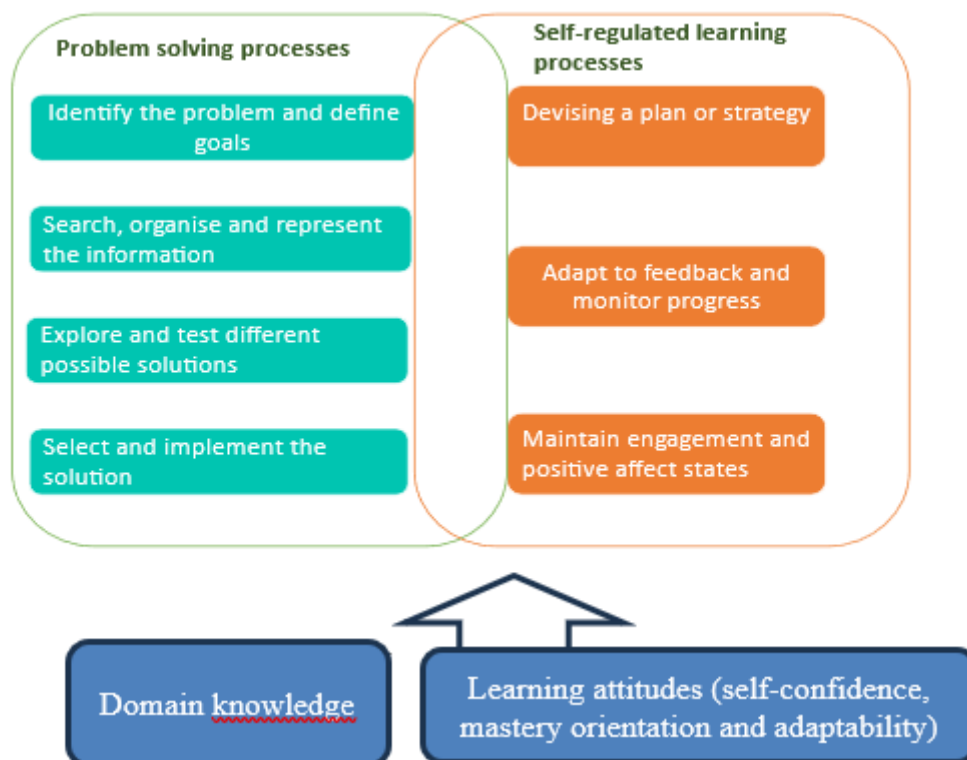 Problem solving processes
Identify the problem and define
goals
Search, organise and represent
the information
Explore and test different
possible solutions
Select and implement the
solution
Self-regulated learning
processes
Devising a plan or strategy
Adapt to feedback and
monitor progress
Maintain engagement and
positive affect states
Domain knowledge
Learning attitudes (self-confidence,
mastery orientation and adaptability)